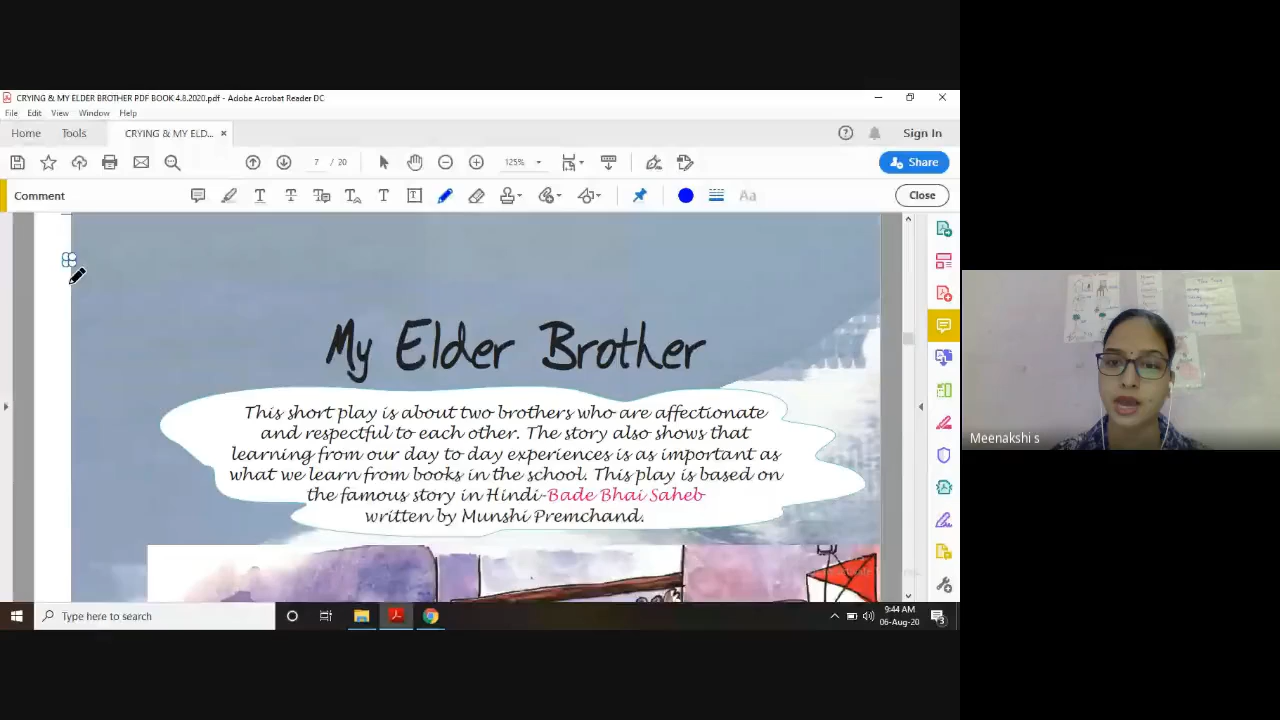 CRYING & MY ELDER BROTHER PDF BOOK 4.8.2020.pdf - Adobe Acrobat Reader DC
File Edit View Window Help
Home Tools CRYING & MY ELD... × Sign In
7 / 20 125% Share
Comment Aa Close
My Elder Brother
This short play is about two brothers who are affectionate
and respectful to each other. The story also shows that
learning from our day to day experiences is as important as
what we learn from books in the school. This play is based on
the famous story in Hindi-Bade Bhai Saheb
written by Munshi Premchand.
Meenakshi s
Type here to search
9:44 AM
06-Aug-20
3